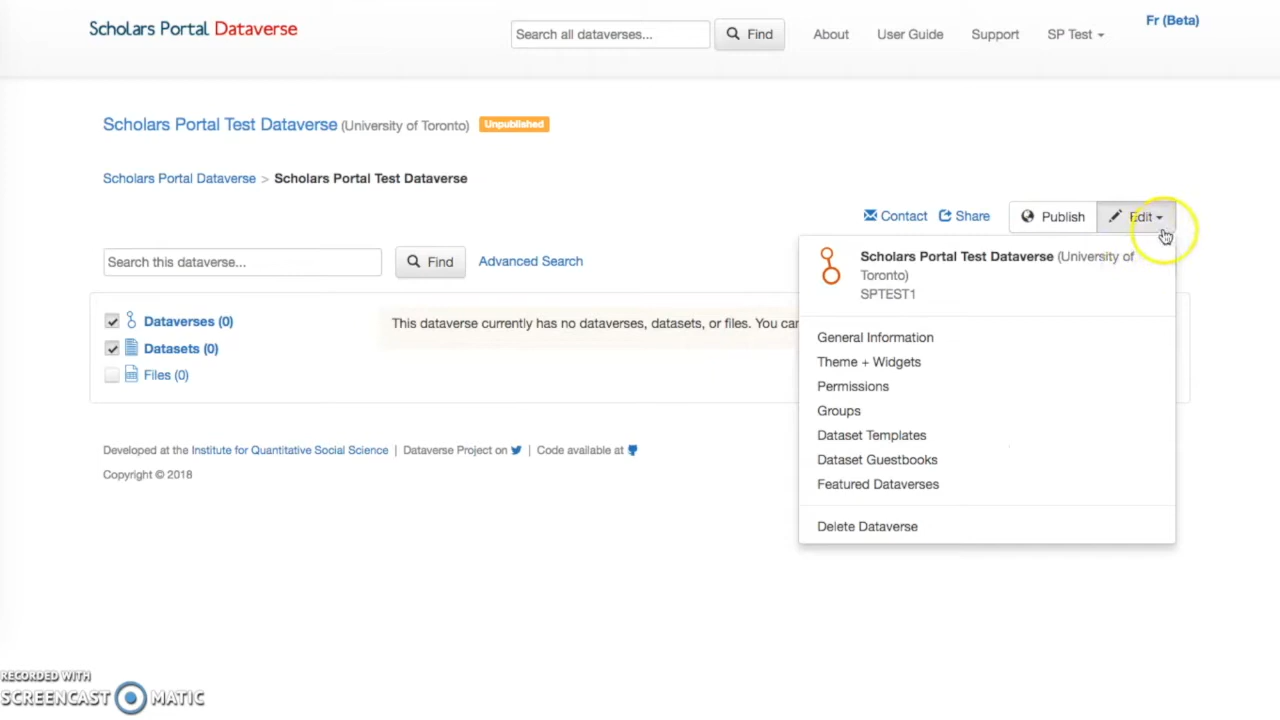 Scholars Portal Dataverse
Search all dataverses...
Find
About
User Guide
Support
SP Test
Fr (Beta)
Scholars Portal Test Dataverse (University of Toronto) Unpublished
Scholars Portal Dataverse > Scholars Portal Test Dataverse
Contact
Share
Publish
Edit
Search this dataverse...
Find
Advanced Search
Dataverses (0)
Datasets (0)
Files (0)
This dataverse currently has no dataverses, datasets, or files. You can
Scholars Portal Test Dataverse (University of
Toronto)
SPTEST1
General Information
Theme + Widgets
Permissions
Groups
Dataset Templates
Dataset Guestbooks
Featured Dataverses
Delete Dataverse
Developed at the Institute for Quantitative Social Science | Dataverse Project on | Code available at
Copyright © 2018
RECORDED WITH
SCREENCAST MATIC